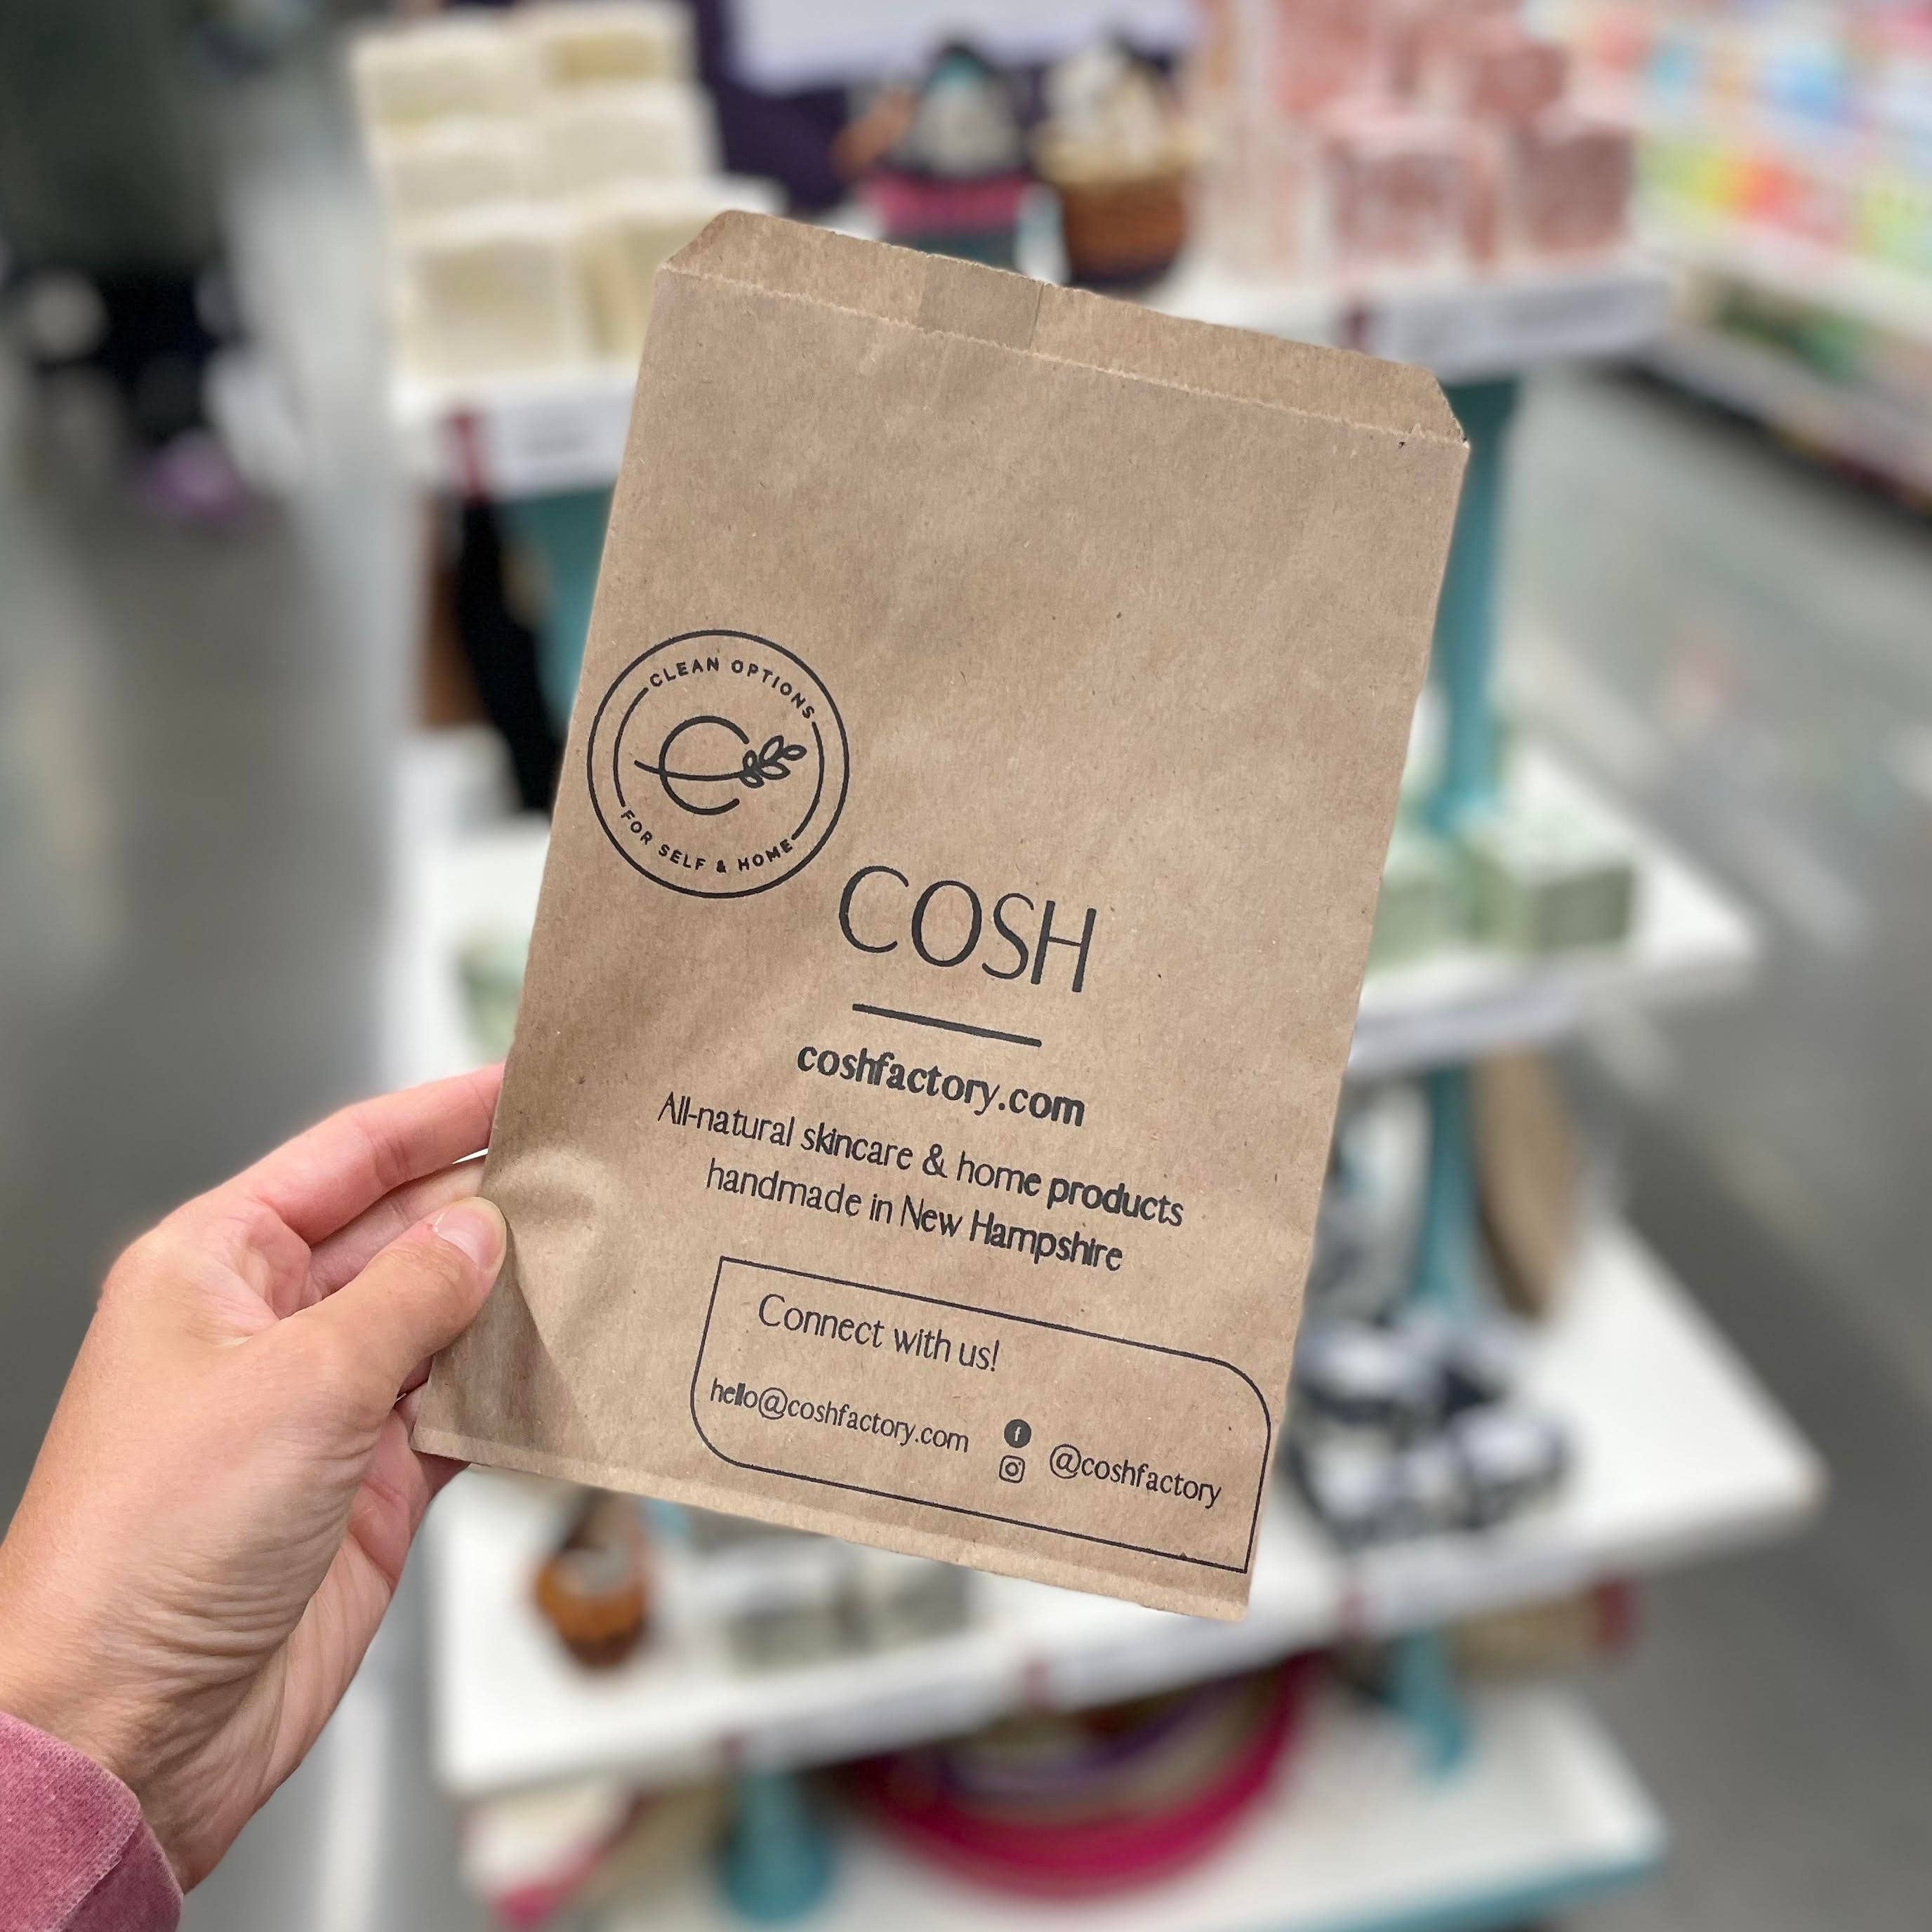 CLEAN OPTIONS
FOR SELF & HOME
COSH
coshfactory.com
All-natural skincare & home products
handmade in New Hampshire
Connect with us!
hello@coshfactory.com
@coshfactory